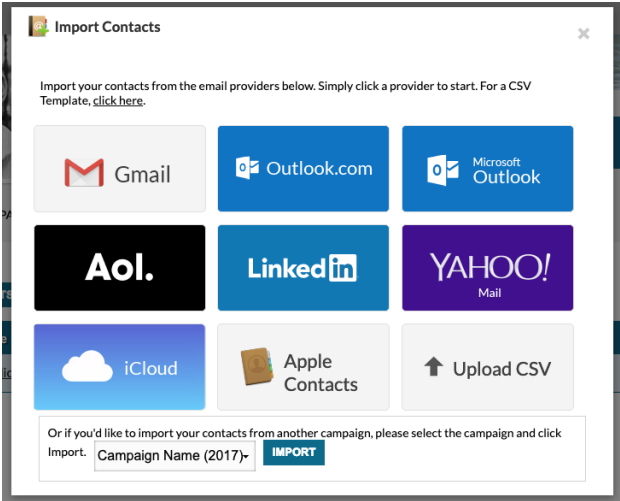 Import Contacts
Import your contacts from the email providers below. Simply click a provider to start. For a CSV
Template, click here.
Gmail
Outlook.com
Microsoft
Outlook
Aol.
Linked in
YAHOO!
Mail
iCloud
Apple
Contacts
Upload CSV
Or if you'd like to import your contacts from another campaign, please select the campaign and click
Import.
Campaign Name (2017)
IMPORT